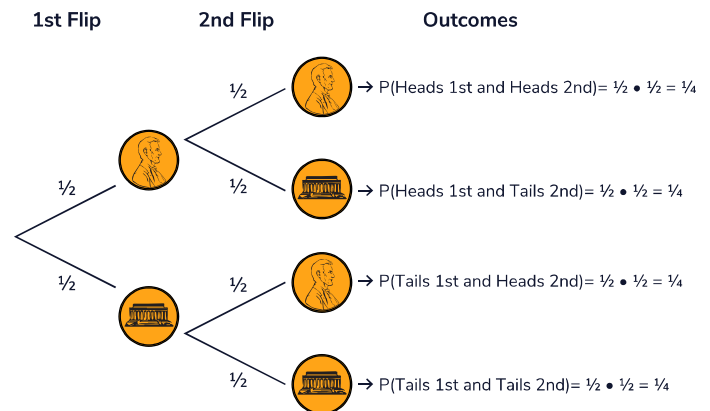 1st Flip 2nd Flip Outcomes
½ P(Heads 1st and Heads 2nd)= ½ • ½ = ¼
½
½ P(Heads 1st and Tails 2nd)= ½ • ½ = ¼
½
½ P(Tails 1st and Heads 2nd)= ½ • ½ = ¼
½ P(Tails 1st and Tails 2nd)= ½ • ½ = ¼